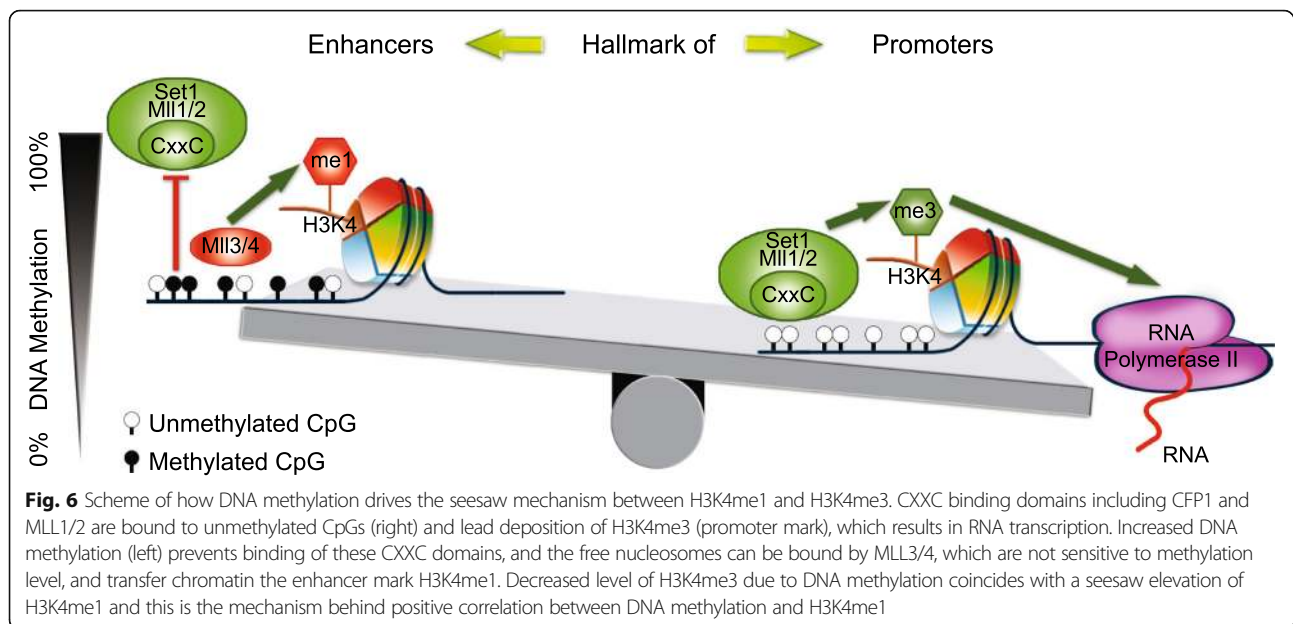 Enhancers Hallmark of Promoters
Set1
Mll1/2
CxxC
me1
H3K4
Mll3/4
100%
DNA Methylation
0%
me3
Set1
Mll1/2
H3K4
CxxC
RNA
Polymerase II
RNA
Unmethylated CpG
Methylated CpG
Fig. 6 Scheme of how DNA methylation drives the seesaw mechanism between H3K4me1 and H3K4me3. CXXC binding domains including CFP1 and
MLL1/2 are bound to unmethylated CpGs (right) and lead deposition of H3K4me3 (promoter mark), which results in RNA transcription. Increased DNA
methylation (left) prevents binding of these CXXC domains, and the free nucleosomes can be bound by MLL3/4, which are not sensitive to methylation
level, and transfer chromatin the enhancer mark H3K4me1. Decreased level of H3K4me3 due to DNA methylation coincides with a seesaw elevation of
H3K4me1 and this is the mechanism behind positive correlation between DNA methylation and H3K4me1